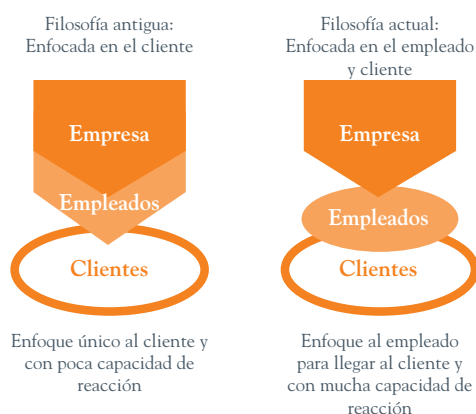 Filosofía antigua:
Enfocada en el cliente
Empresa
Empleados
Clientes
Enfoque único al cliente y
con poca capacidad de
reacción
Filosofía actual:
Enfocada en el empleado
y cliente
Empresa
Empleados
Clientes
Enfoque al empleado
para llegar al cliente y
con mucha capacidad de
reacción